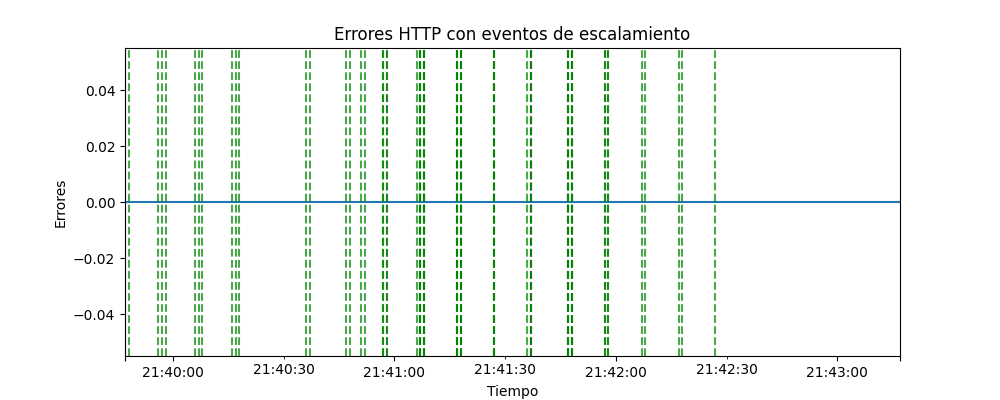 Errores HTTP con eventos de escalamiento
0.04
0.02
0.00
−0.02
−0.04
Errores
21:40:00 21:40:30 21:41:00 21:41:30 21:42:00 21:42:30 21:43:00
Tiempo